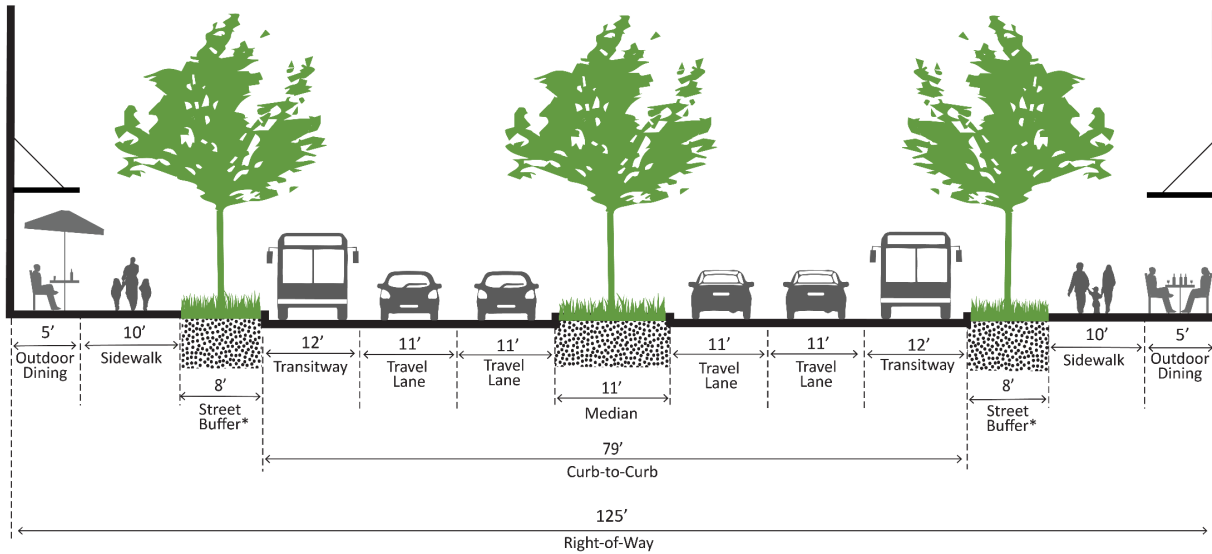 5’
10’
12’
11’
11’
11’
11’
12’
10’
5’
Outdoor
Dining
Sidewalk
Transitway
Travel
Lane
Travel
Lane
Travel
Lane
Travel
Lane
Transitway
Sidewalk
Outdoor
Dining
8’
Street
Buffer*
11’
Median
8’
Street
Buffer*
79’
Curb-to-Curb
125’
Right-of-Way